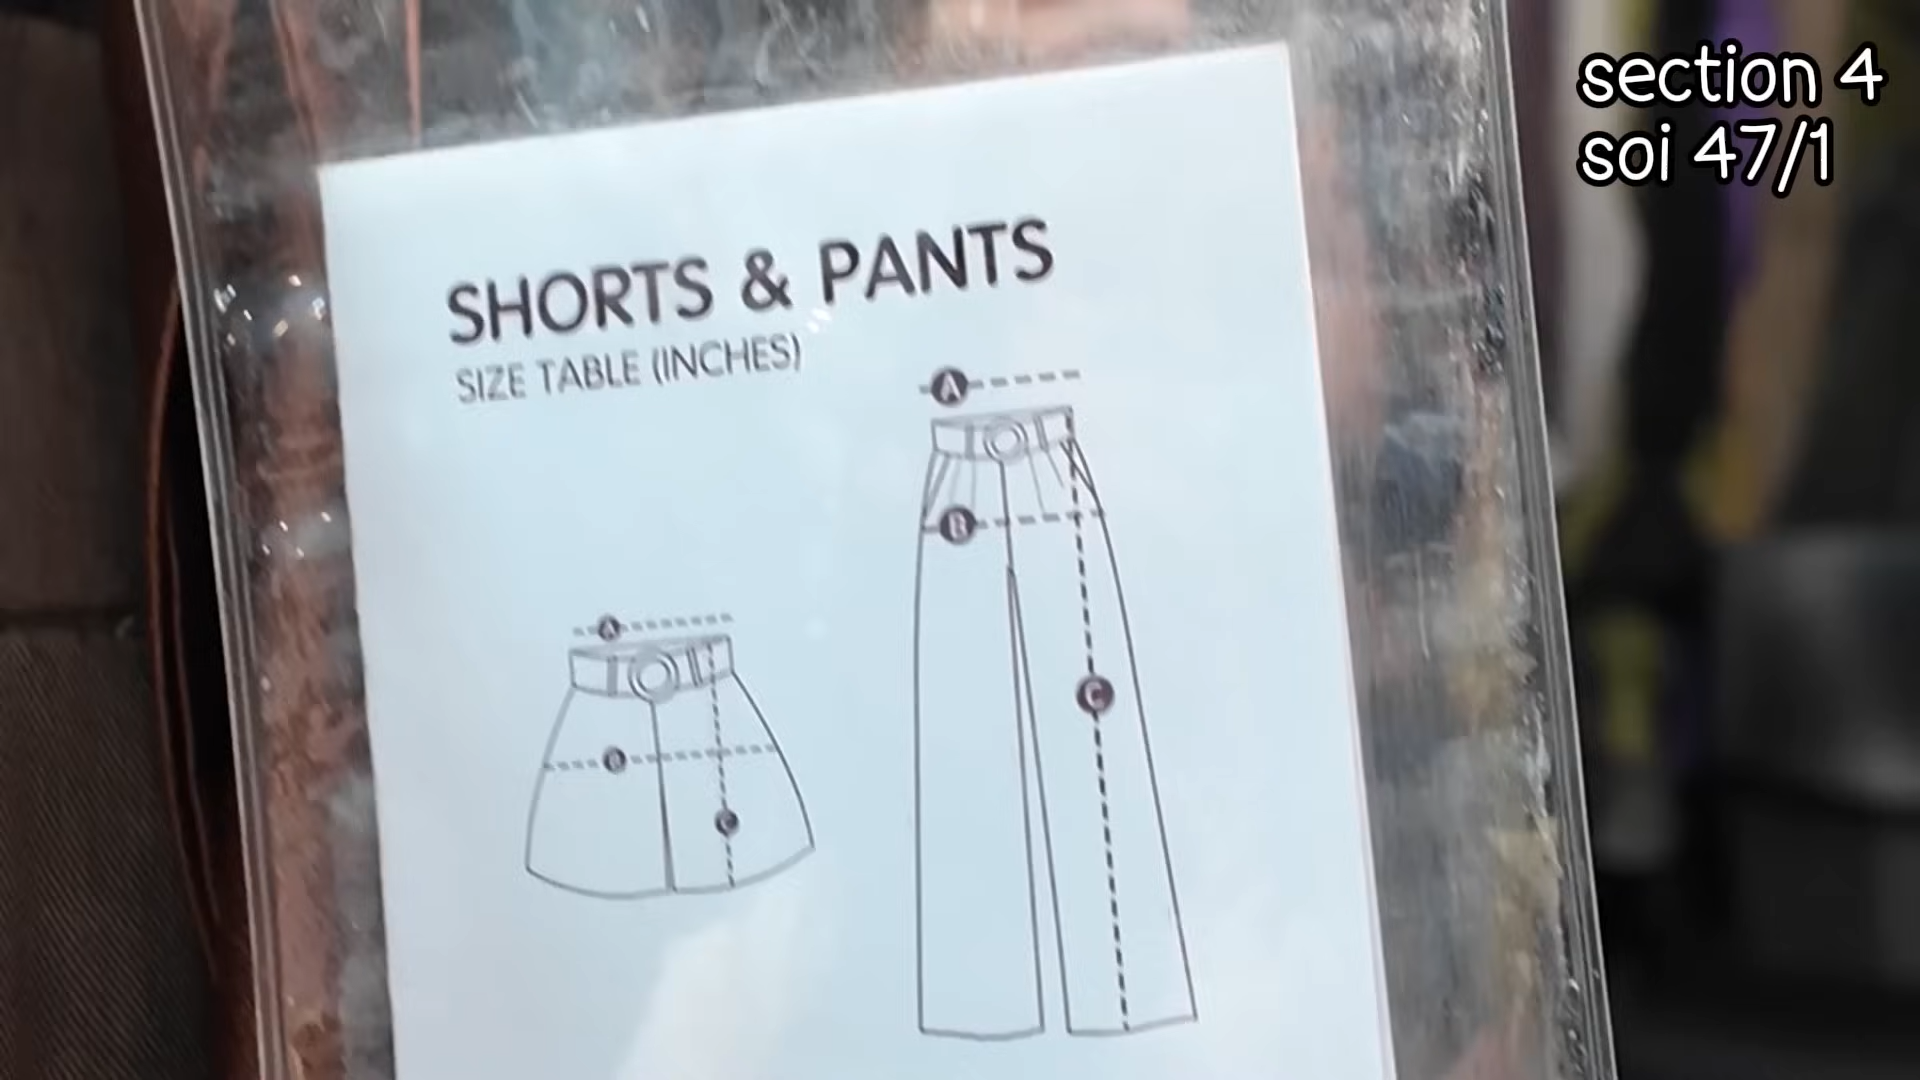 section 4
soi 47/1
SHORTS & PANTS
SIZE TABLE (INCHES)
A
B
C
A
B
C